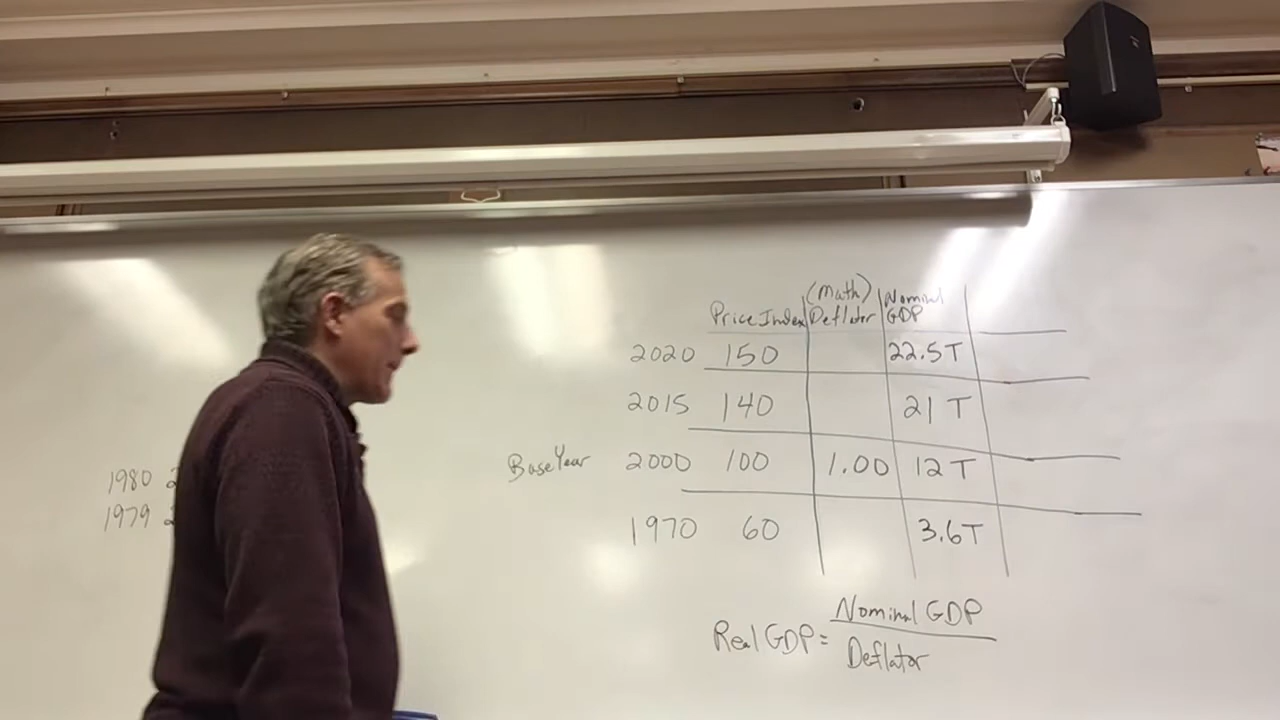 (Math)
Price Index Deflator Nominal GDP
2020 150 22.5T
2015 140 21 T
Base Year 2000 100 1.00 12T
1970 60 3.6T
1980
1979
Real GDP = Nominal GDP
Deflator